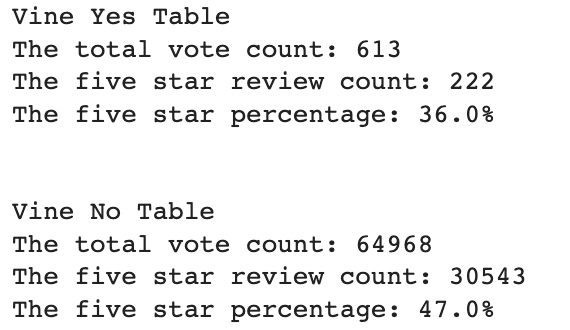 Vine Yes Table
The total vote count: 613
The five star review count: 222
The five star percentage: 36.0%
Vine No Table
The total vote count: 64968
The five star review count: 30543
The five star percentage: 47.0%